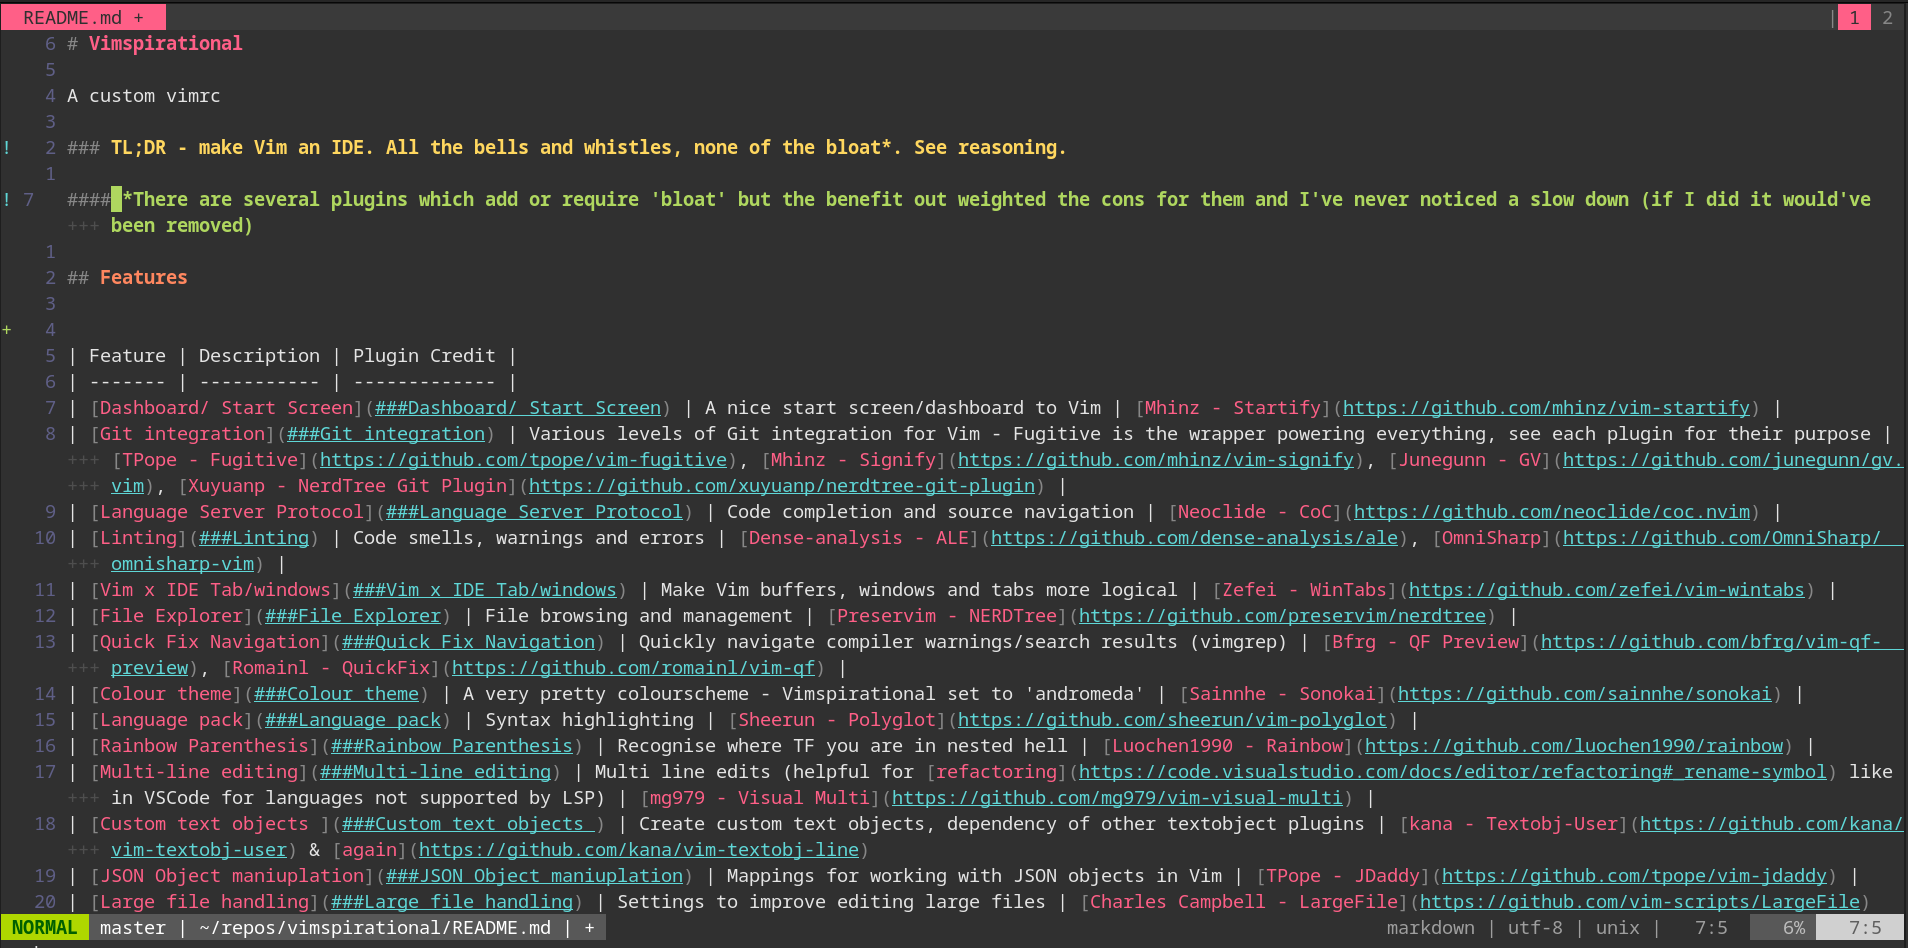 README.md + | 1 2
6 # Vimspirational
5
4 A custom vimrc
3
! 2 ### TL;DR - make Vim an IDE. All the bells and whistles, none of the bloat*. See reasoning.
1
! 7 #### *There are several plugins which add or require 'bloat' but the benefit out weighted the cons for them and I've never noticed a slow down (if I did it would've
+++ been removed)
1
2 ## Features
3
+ 4
5 | Feature | Description | Plugin Credit |
6 | ------- | ----------- | ------------- |
7 | [Dashboard/ Start Screen](###Dashboard/ Start Screen) | A nice start screen/dashboard to Vim | [Mhinz - Startify](https://github.com/mhinz/vim-startify) |
8 | [Git integration](###Git integration) | Various levels of Git integration for Vim - Fugitive is the wrapper powering everything, see each plugin for their purpose |
+++ [TPope - Fugitive](https://github.com/tpope/vim-fugitive), [Mhinz - Signify](https://github.com/mhinz/vim-signify), [Junegunn - GV](https://github.com/junegunn/gv.
+++ vim), [Xuyuanp - NerdTree Git Plugin](https://github.com/xuyuanp/nerdtree-git-plugin) |
9 | [Language Server Protocol](###Language Server Protocol) | Code completion and source navigation | [Neoclide - CoC](https://github.com/neoclide/coc.nvim) |
10 | [Linting](###Linting) | Code smells, warnings and errors | [Dense-analysis - ALE](https://github.com/dense-analysis/ale), [OmniSharp](https://github.com/OmniSharp/
+++ omnisharp-vim) |
11 | [Vim x IDE Tab/windows](###Vim x IDE Tab/windows) | Make Vim buffers, windows and tabs more logical | [Zefei - WinTabs](https://github.com/zefei/vim-wintabs) |
12 | [File Explorer](###File Explorer) | File browsing and management | [Preservim - NERDTree](https://github.com/preservim/nerdtree) |
13 | [Quick Fix Navigation](###Quick Fix Navigation) | Quickly navigate compiler warnings/search results (vimgrep) | [Bfrg - QF Preview](https://github.com/bfrg/vim-qf-
+++ preview), [Romainl - QuickFix](https://github.com/romainl/vim-qf) |
14 | [Colour theme](###Colour theme) | A very pretty colourscheme - Vimspirational set to 'andromeda' | [Sainnhe - Sonokai](https://github.com/sainnhe/sonokai) |
15 | [Language pack](###Language pack) | Syntax highlighting | [Sheerun - Polyglot](https://github.com/sheerun/vim-polyglot) |
16 | [Rainbow Parenthesis](###Rainbow Parenthesis) | Recognise where TF you are in nested hell | [Luochen1990 - Rainbow](https://github.com/luochen1990/rainbow) |
17 | [Multi-line editing](###Multi-line editing) | Multi line edits (helpful for [refactoring](https://code.visualstudio.com/docs/editor/refactoring#_rename-symbol) like
+++ in VSCode for languages not supported by LSP) | [mg979 - Visual Multi](https://github.com/mg979/vim-visual-multi) |
18 | [Custom text objects ](###Custom text objects ) | Create custom text objects, dependency of other textobject plugins | [kana - Textobj-User](https://github.com/kana/
+++ vim-textobj-user) & [again](https://github.com/kana/vim-textobj-line)
19 | [JSON Object maniuplation](###JSON Object maniuplation) | Mappings for working with JSON objects in Vim | [TPope - JDaddy](https://github.com/tpope/vim-jdaddy) |
20 | [Large file handling](###Large file handling) | Settings to improve editing large files | [Charles Campbell - LargeFile](https://github.com/vim-scripts/LargeFile)
NORMAL master | ~/repos/vimspirational/README.md | + markdown | utf-8 | unix | 7:5 6% 7:5